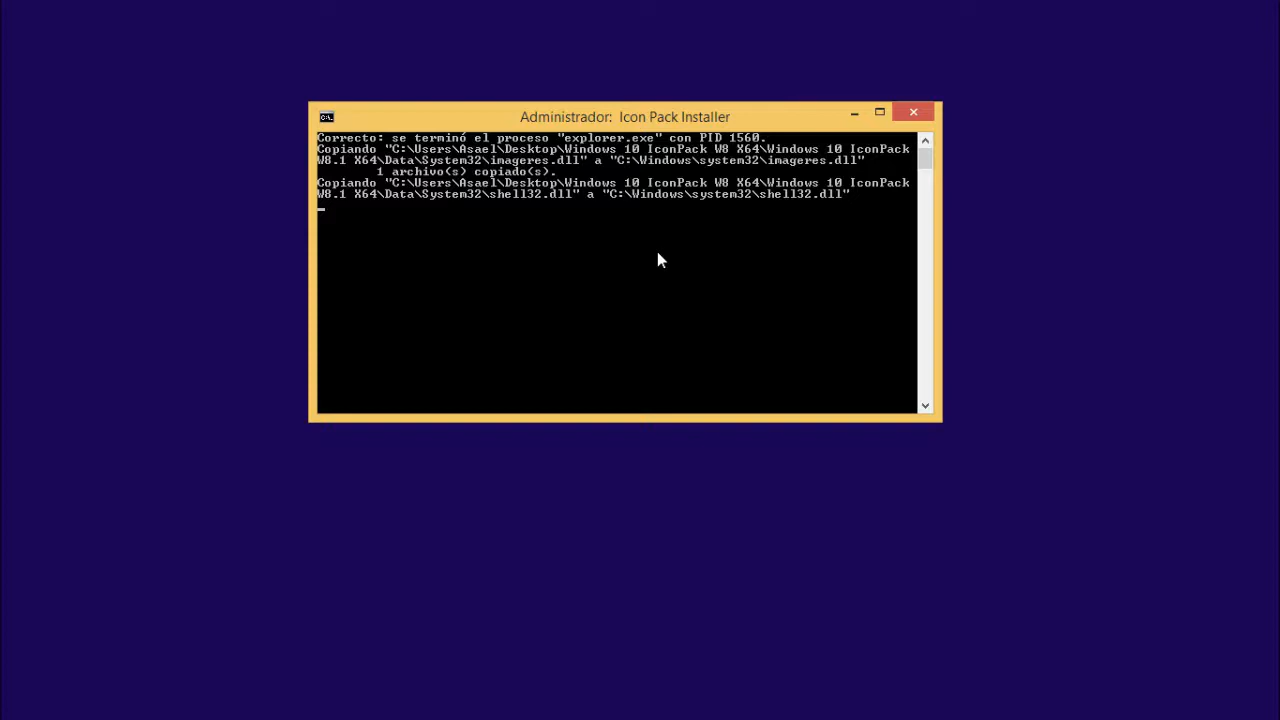 Administrador:  Icon Pack Installer
Correcto: se terminó el proceso "explorer.exe" con PID 1560.
Copiando "C:\Users\Asael\Desktop\Windows 10 IconPack W8 X64\Windows 10 IconPack
W8.1 X64\Data\System32\imageres.dll" a "C:\Windows\system32\imageres.dll"
        1 archivo(s) copiado(s).
Copiando "C:\Users\Asael\Desktop\Windows 10 IconPack W8 X64\Windows 10 IconPack
W8.1 X64\Data\System32\shell32.dll" a "C:\Windows\system32\shell32.dll"